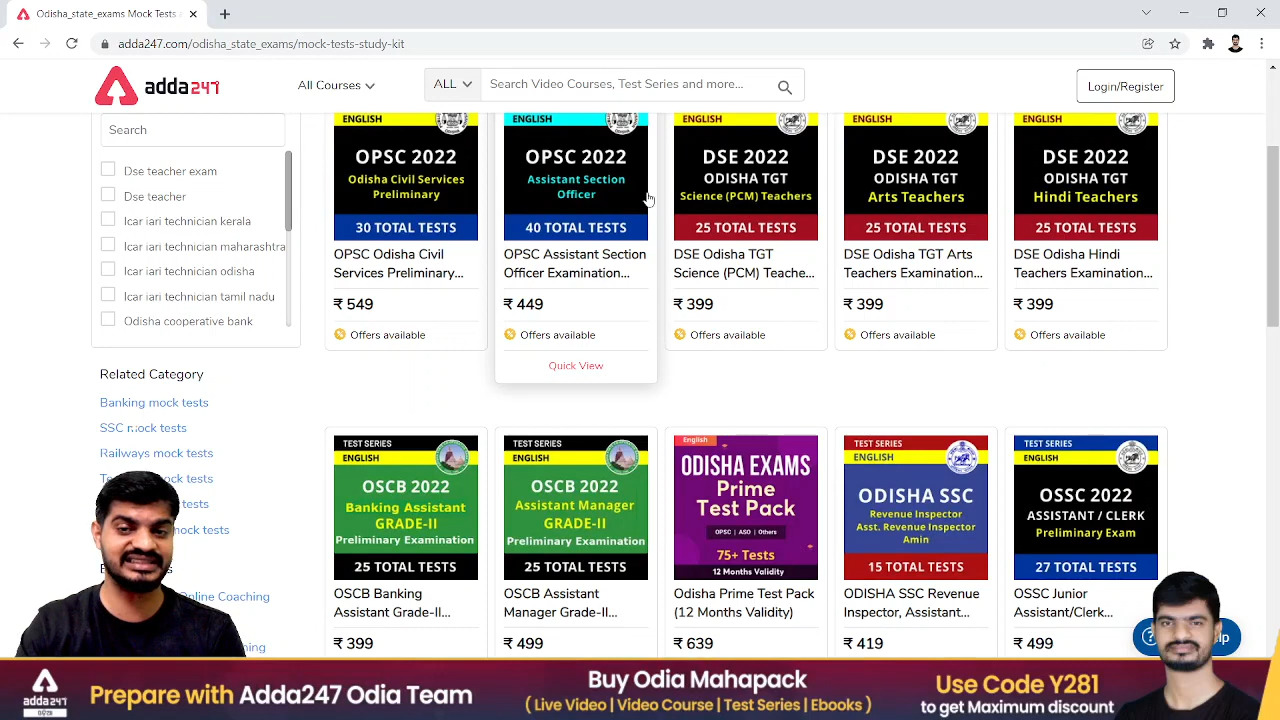 Odisha_state_exams Mock Tests
adda247.com/odisha_state_exams/mock-tests-study-kit
adda247
All Courses
ALL
Search Video Courses, Test Series and more...
Login/Register
Search
Dse teacher exam
Dse teacher
Icar iari technician kerala
Icar iari technician maharashtra
Icar iari technician odisha
Icar iari technician tamil nadu
Odisha cooperative bank
Related Category
Banking mock tests
SSC mock tests
Railways mock tests
mock tests
Online Coaching
ENGLISH
OPSC 2022
Odisha Civil Services
Preliminary
30 TOTAL TESTS
OPSC Odisha Civil
Services Preliminary...
₹ 549
Offers available
OPSC 2022
Assistant Section
Officer
40 TOTAL TESTS
OPSC Assistant Section
Officer Examination...
₹ 449
Offers available
Quick View
ENGLISH
DSE 2022
ODISHA TGT
Science (PCM) Teachers
25 TOTAL TESTS
DSE Odisha TGT
Science (PCM) Teache...
₹ 399
Offers available
ENGLISH
DSE 2022
ODISHA TGT
Arts Teachers
25 TOTAL TESTS
DSE Odisha TGT Arts
Teachers Examination...
₹ 399
Offers available
ENGLISH
DSE 2022
ODISHA TGT
Hindi Teachers
25 TOTAL TESTS
DSE Odisha Hindi
Teachers Examination...
₹ 399
Offers available
TEST SERIES
ENGLISH
OSCB 2022
Banking Assistant
GRADE-II
Preliminary Examination
25 TOTAL TESTS
OSCB Banking
Assistant Grade-II...
₹ 399
TEST SERIES
ENGLISH
OSCB 2022
Assistant Manager
GRADE-II
Preliminary Examination
25 TOTAL TESTS
OSCB Assistant
Manager Grade-II...
₹ 499
English
ODISHA EXAMS
Prime
Test Pack
OPSC | ASO | Others
75+ Tests
12 Months Validity
Odisha Prime Test Pack
(12 Months Validity)
₹ 639
TEST SERIES
ENGLISH
ODISHA SSC
Revenue Inspector
Asst. Revenue Inspector
Amin
15 TOTAL TESTS
ODISHA SSC Revenue
Inspector, Assistant...
₹ 419
TEST SERIES
ENGLISH
OSSC 2022
ASSISTANT / CLERK
Preliminary Exam
27 TOTAL TESTS
OSSC Junior
Assistant/Clerk...
₹ 499
adda247
Prepare with Adda247 Odia Team
Buy Odia Mahapack
( Live Video | Video Course | Test Series | Ebooks )
Use Code Y281
to get Maximum discount